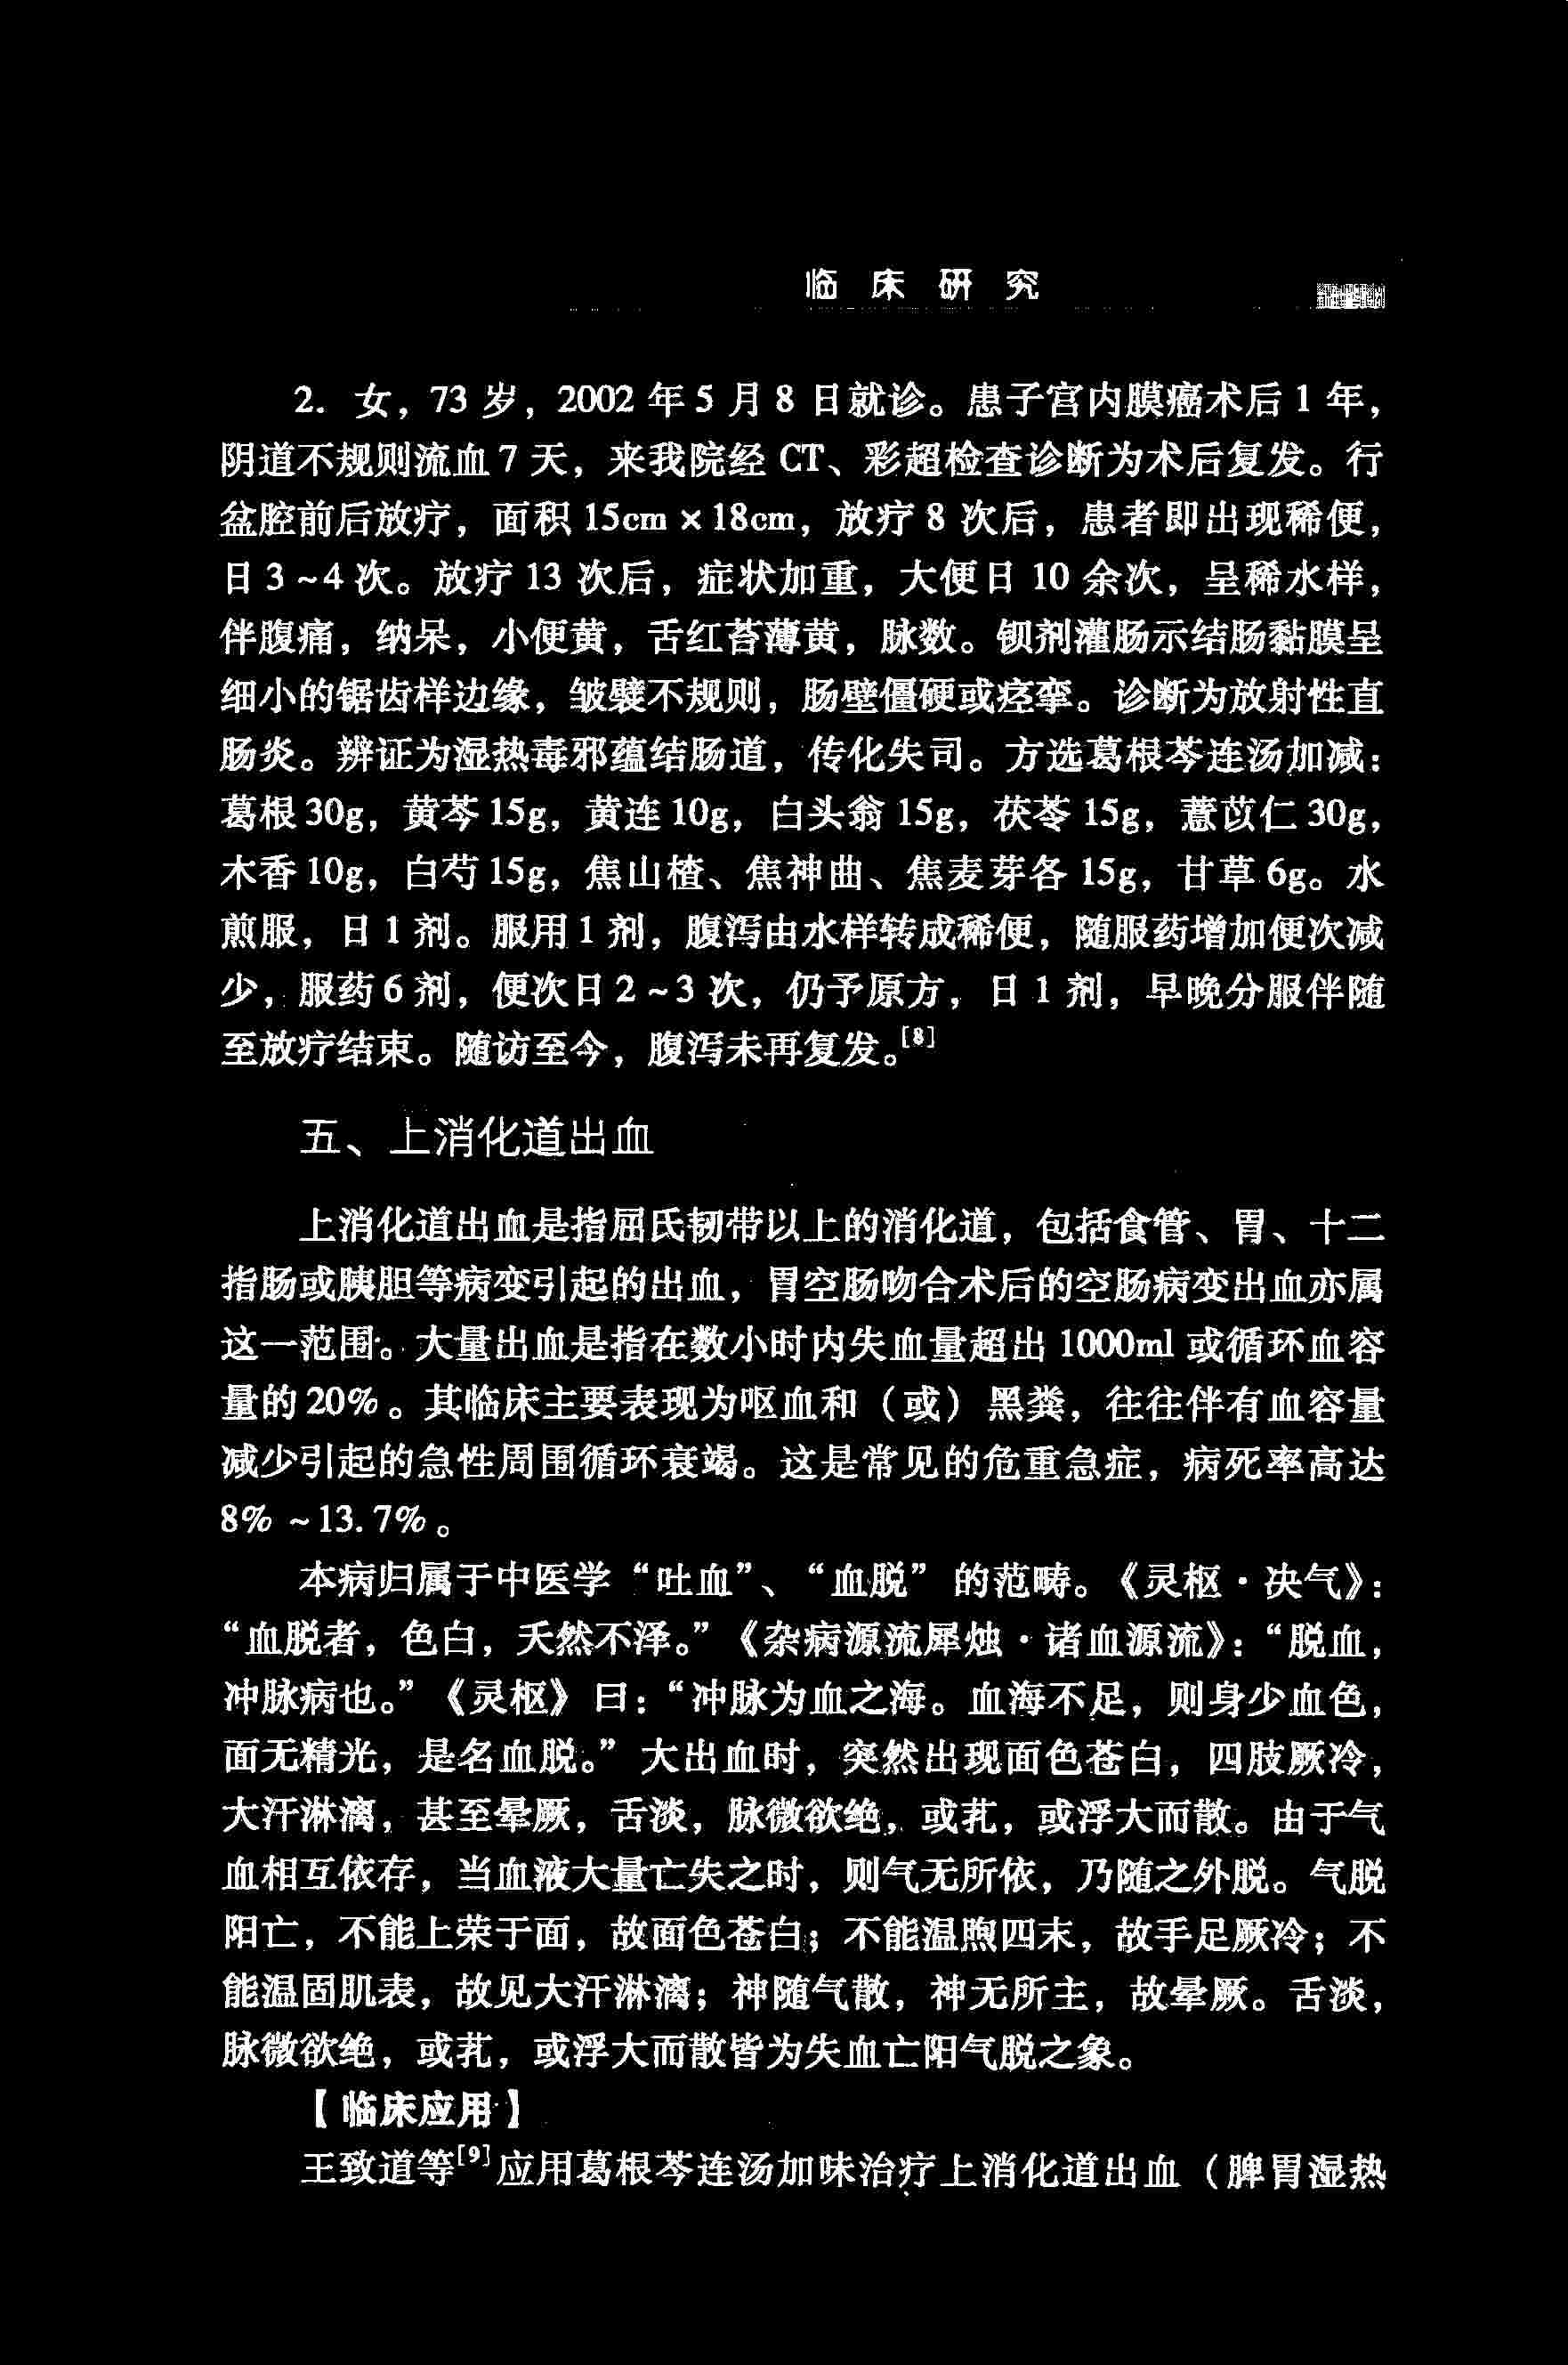 临床研究
2. 女，73 岁，2002 年 5 月 8 日就诊。患子宫内膜癌术后 1 年，
阴道不规则流血 7 天，来我院经 CT、彩超检查诊断为术后复发。行
盆腔前后放疗，面积 15cm × 18cm，放疗 8 次后，患者即出现稀便，
日 3 ~ 4 次。放疗 13 次后，症状加重，大便日 10 余次，呈稀水样，
伴腹痛，纳呆，小便黄，舌红苔薄黄，脉数。钡剂灌肠示结肠黏膜呈
细小的锯齿样边缘，皱襞不规则，肠壁僵硬或痉挛。诊断为放射性直
肠炎。辨证为湿热毒邪蕴结肠道，传化失司。方选葛根芩连汤加减：
葛根 30g，黄芩 15g，黄连 10g，白头翁 15g，茯苓 15g，薏苡仁 30g，
木香 10g，白芍 15g，焦山楂、焦神曲、焦麦芽各 15g，甘草 6g。水
煎服，日 1 剂。服用 1 剂，腹泻由水样转成稀便，随服药增加便次减
少，服药 6 剂，便次日 2 ~ 3 次，仍予原方，日 1 剂，早晚分服伴随
至放疗结束。随访至今，腹泻未再复发。[8]
五、上消化道出血
上消化道出血是指屈氏韧带以上的消化道，包括食管、胃、十二
指肠或胰胆等病变引起的出血，胃空肠吻合术后的空肠病变出血亦属
这一范围。大量出血是指在数小时内失血量超出 1000ml 或循环血容
量的 20%。其临床主要表现为呕血和（或）黑粪，往往伴有血容量
减少引起的急性周围循环衰竭。这是常见的危重急症，病死率高达
8% ~ 13.7%。
本病归属于中医学“吐血”、“血脱”的范畴。《灵枢·决气》：
“血脱者，色白，夭然不泽。”《杂病源流犀烛·诸血源流》：“脱血，
冲脉病也。”《灵枢》曰：“冲脉为血之海。血海不足，则身少血色，
面无精光，是名血脱。”大出血时，突然出现面色苍白，四肢厥冷，
大汗淋漓，甚至晕厥，舌淡，脉微欲绝，或芤，或浮大而散。由于气
血相互依存，当血液大量亡失之时，则气无所依，乃随之外脱。气脱
阳亡，不能上荣于面，故面色苍白；不能温煦四末，故手足厥冷；不
能温固肌表，故见大汗淋漓；神随气散，神无所主，故晕厥。舌淡，
脉微欲绝，或芤，或浮大而散皆为失血亡阳气脱之象。
【临床应用】
王致道等[9]应用葛根芩连汤加味治疗上消化道出血（脾胃湿热